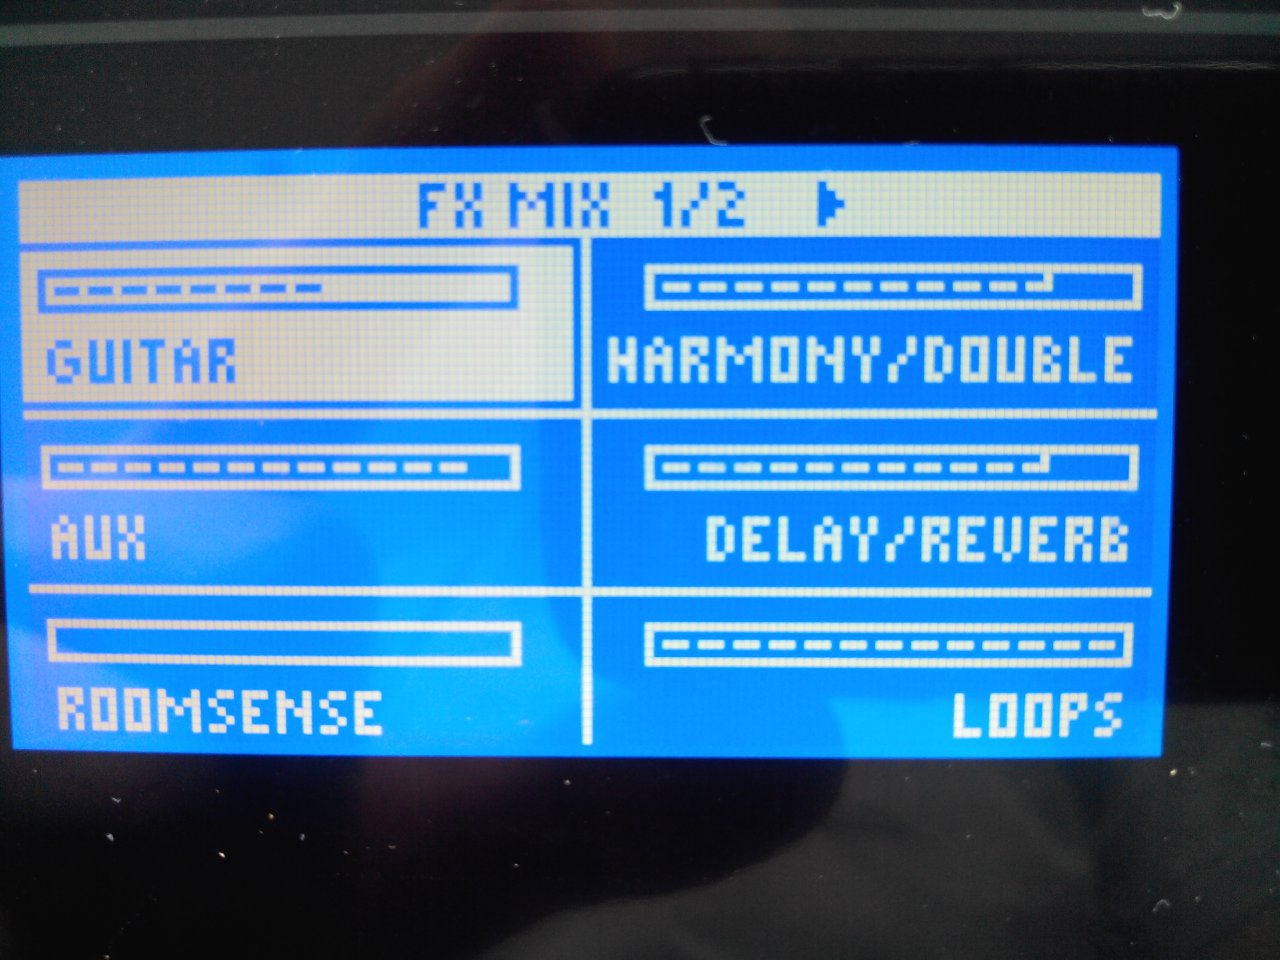 FX MIX 1/2
GUITAR
HARMONY/DOUBLE
AUX
DELAY/REVERB
ROOMSENSE
LOOPS